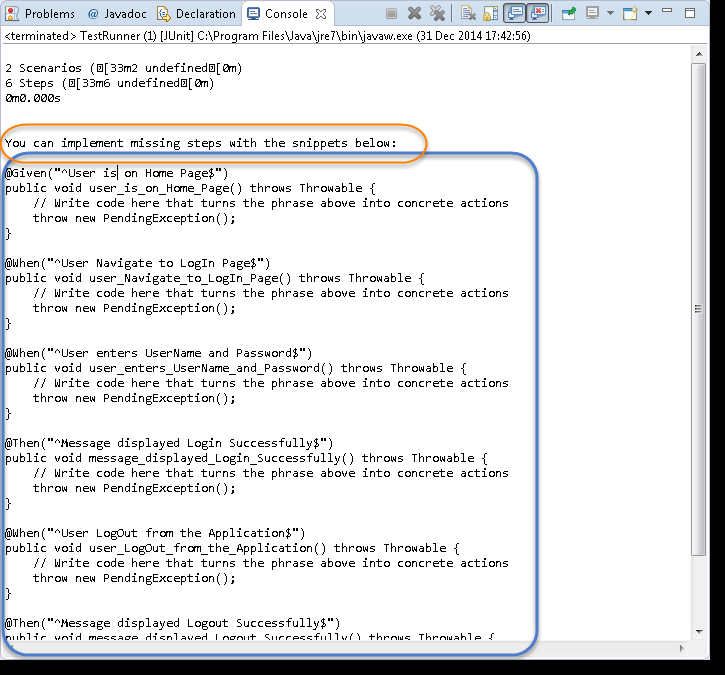 Problems @ Javadoc Declaration Console
<terminated> TestRunner (1) [JUnit] C:\Program Files\Java\jre7\bin\javaw.exe (31 Dec 2014 17:42:56)
2 Scenarios (□[33m2 undefined□[0m)
6 Steps (□[33m6 undefined□[0m)
0m0.000s
You can implement missing steps with the snippets below:
@Given("^User is on Home Page$")
public void user_is_on_Home_Page() throws Throwable {
    // Write code here that turns the phrase above into concrete actions
    throw new PendingException();
}
@When("^User Navigate to LogIn Page$")
public void user_Navigate_to_LogIn_Page() throws Throwable {
    // Write code here that turns the phrase above into concrete actions
    throw new PendingException();
}
@When("^User enters UserName and Password$")
public void user_enters_UserName_and_Password() throws Throwable {
    // Write code here that turns the phrase above into concrete actions
    throw new PendingException();
}
@Then("^Message displayed Login Successfully$")
public void message_displayed_Login_Successfully() throws Throwable {
    // Write code here that turns the phrase above into concrete actions
    throw new PendingException();
}
@When("^User LogOut from the Application$")
public void user_LogOut_from_the_Application() throws Throwable {
    // Write code here that turns the phrase above into concrete actions
    throw new PendingException();
}
@Then("^Message displayed Logout Successfully$")
public void message displayed Logout Successfully() throws Throwable {